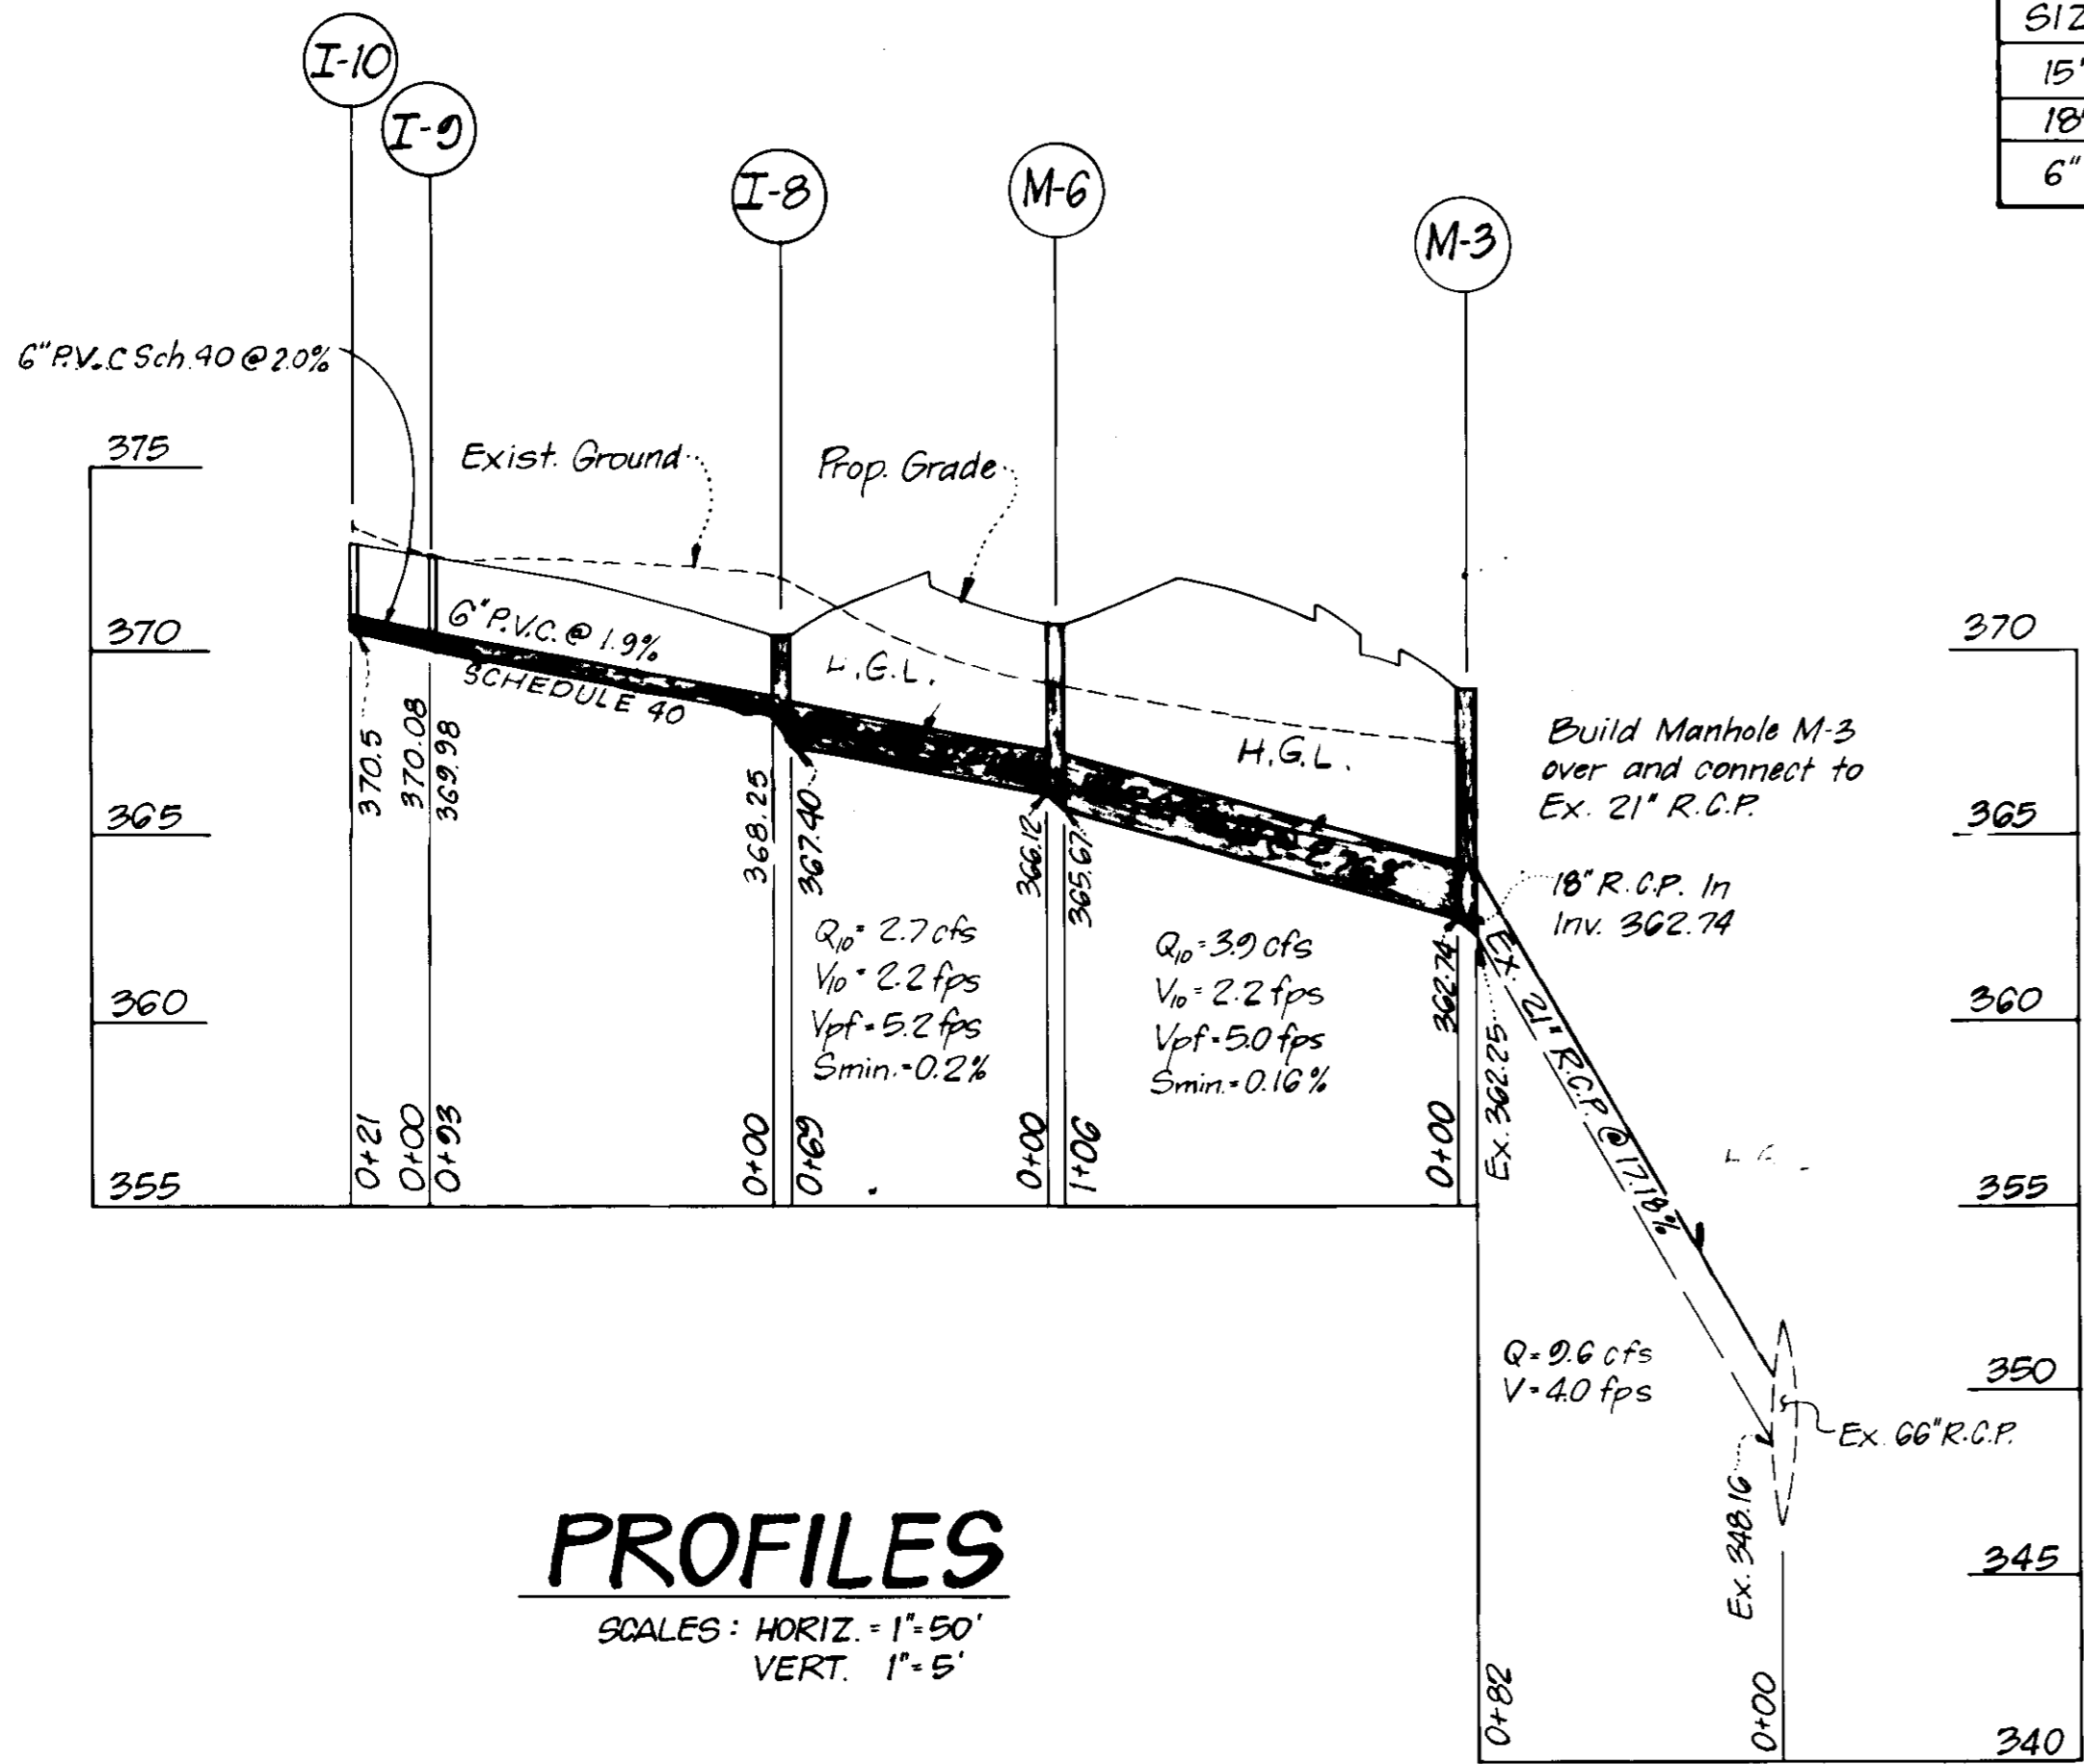 I-10
I-9
I-8
M-6
M-3
15"
18"
6"
6" P.V.C Sch. 40 @ 2.0%
Exist. Ground
Prop. Grade
375
370
365
360
355
6" P.V.C. @ 1.9%
SCHEDULE 40
H.G.L.
H.G.L.
370.5
370.08
369.98
368.25
367.40
366.12
365.67
362.74
Ex. 362.25
Build Manhole M-3
over and connect to
Ex. 21" R.C.P.
18" R.C.P. In
Inv. 362.74
Q10 = 2.7 cfs
V10 = 2.2 fps
Vpf = 5.2 fps
Smin. = 0.2%
Q10 = 3.9 cfs
V10 = 2.2 fps
Vpf = 5.0 fps
Smin. = 0.16%
Ex. 21" R.C.P. @ 17.18%
0+21
0+00
0+93
0+00
0+69
0+00
1+06
0+00
Q = 9.6 cfs
V = 4.0 fps
Ex. 66" R.C.P.
Ex. 348.16
0+82
0+00
370
365
360
355
350
345
340
PROFILES
SCALES: HORIZ. = 1" = 50'
VERT. 1" = 5'